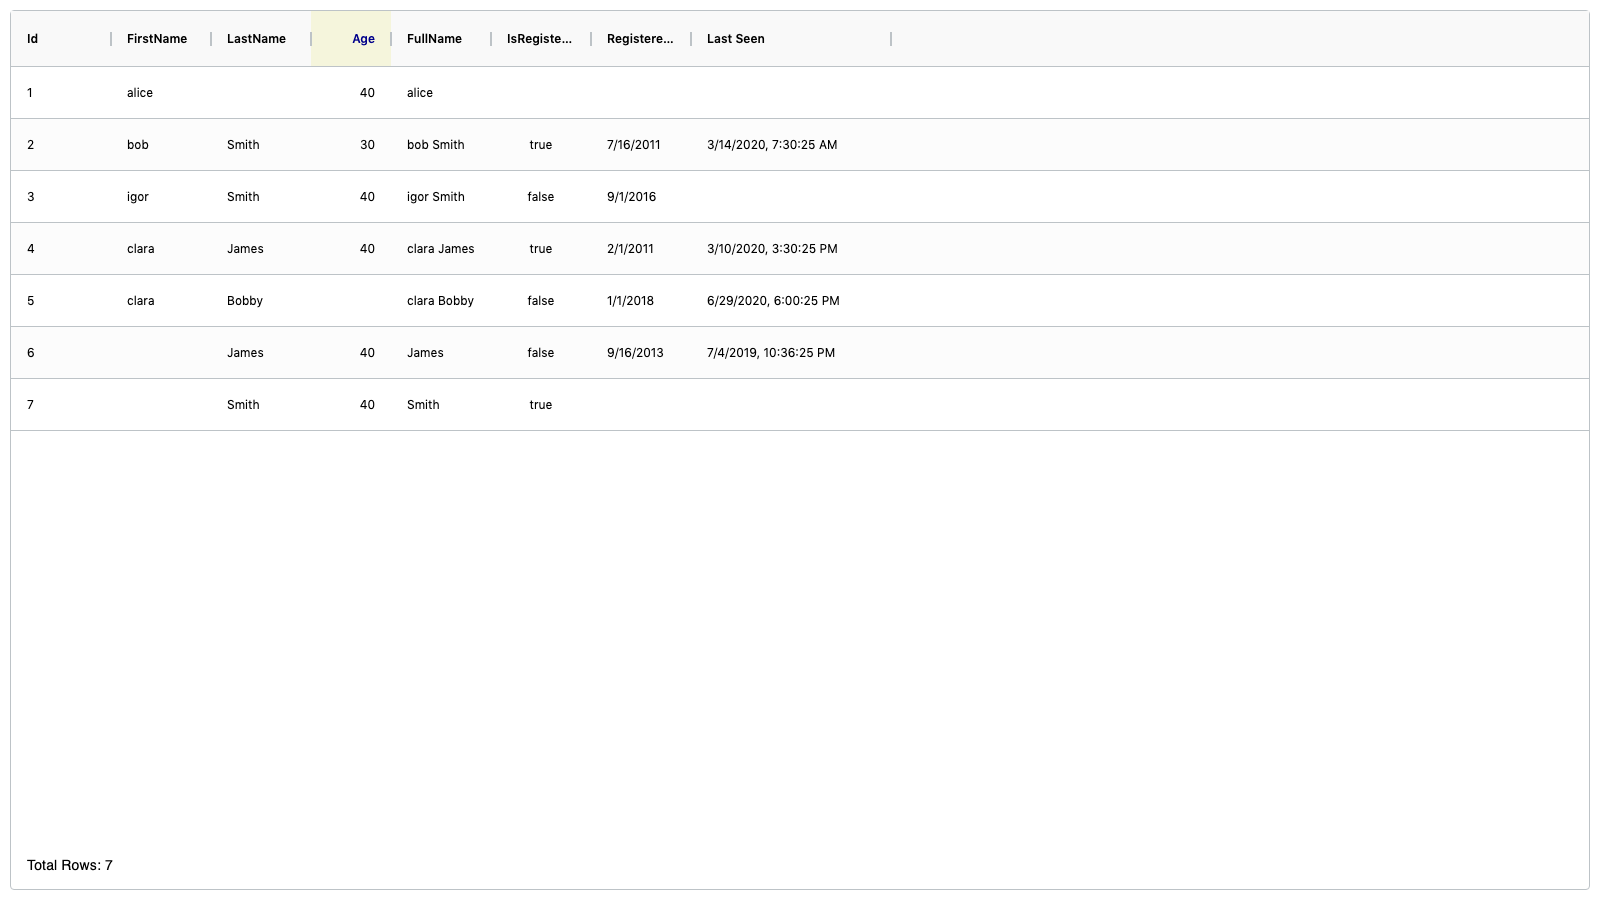 Id FirstName LastName Age FullName IsRegiste... Registere... Last Seen
1 alice 40 alice
2 bob Smith 30 bob Smith true 7/16/2011 3/14/2020, 7:30:25 AM
3 igor Smith 40 igor Smith false 9/1/2016
4 clara James 40 clara James true 2/1/2011 3/10/2020, 3:30:25 PM
5 clara Bobby clara Bobby false 1/1/2018 6/29/2020, 6:00:25 PM
6 James 40 James false 9/16/2013 7/4/2019, 10:36:25 PM
7 Smith 40 Smith true
Total Rows: 7